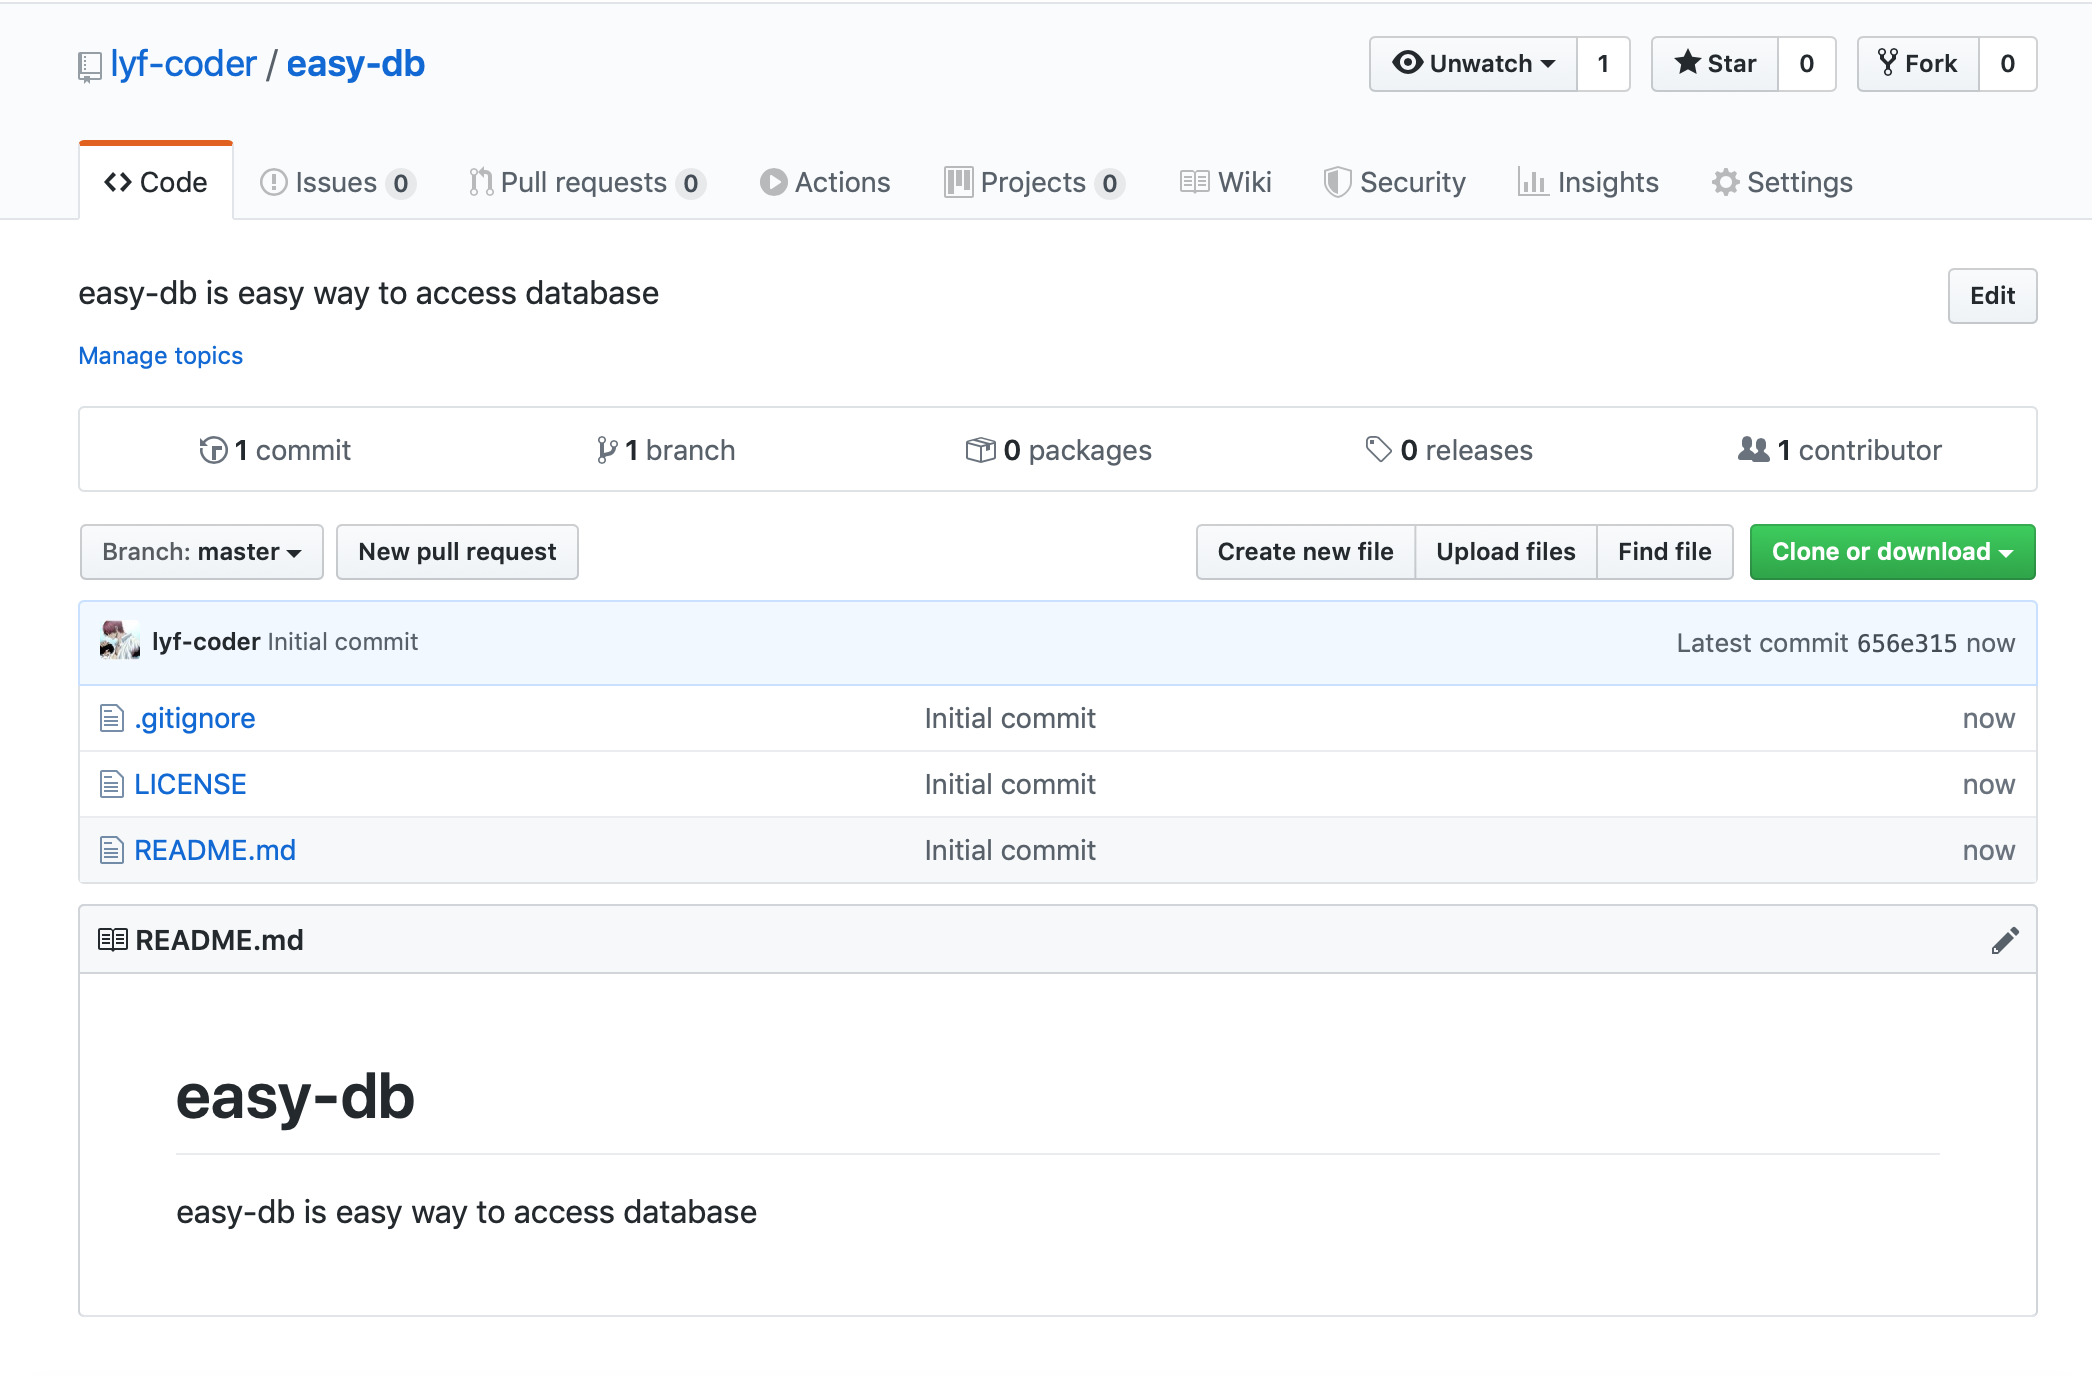 lyf-coder / easy-db
Unwatch 1 Star 0 Fork 0
Code Issues 0 Pull requests 0 Actions Projects 0 Wiki Security Insights Settings
easy-db is easy way to access database
Edit
Manage topics
1 commit 1 branch 0 packages 0 releases 1 contributor
Branch: master New pull request Create new file Upload files Find file Clone or download
lyf-coder Initial commit Latest commit 656e315 now
.gitignore Initial commit now
LICENSE Initial commit now
README.md Initial commit now
README.md
easy-db
easy-db is easy way to access database